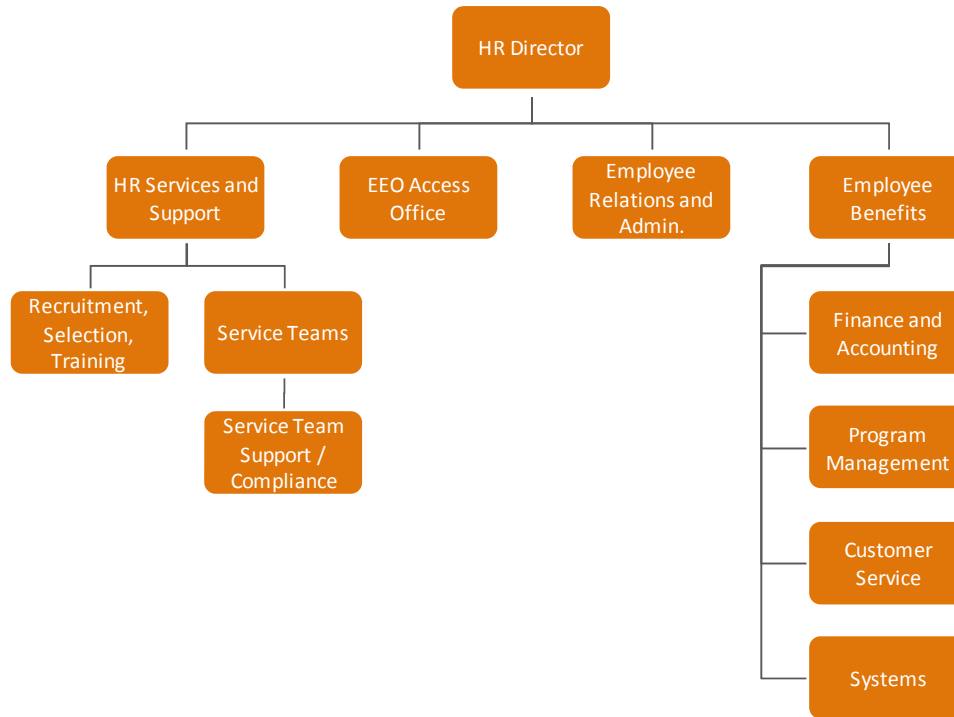 HR Director
HR Services and
Support
EEO Access
Office
Employee
Relations and
Admin.
Employee
Benefits
Recruitment,
Selection,
Training
Service Teams
Service Team
Support /
Compliance
Finance and
Accounting
Program
Management
Customer
Service
Systems